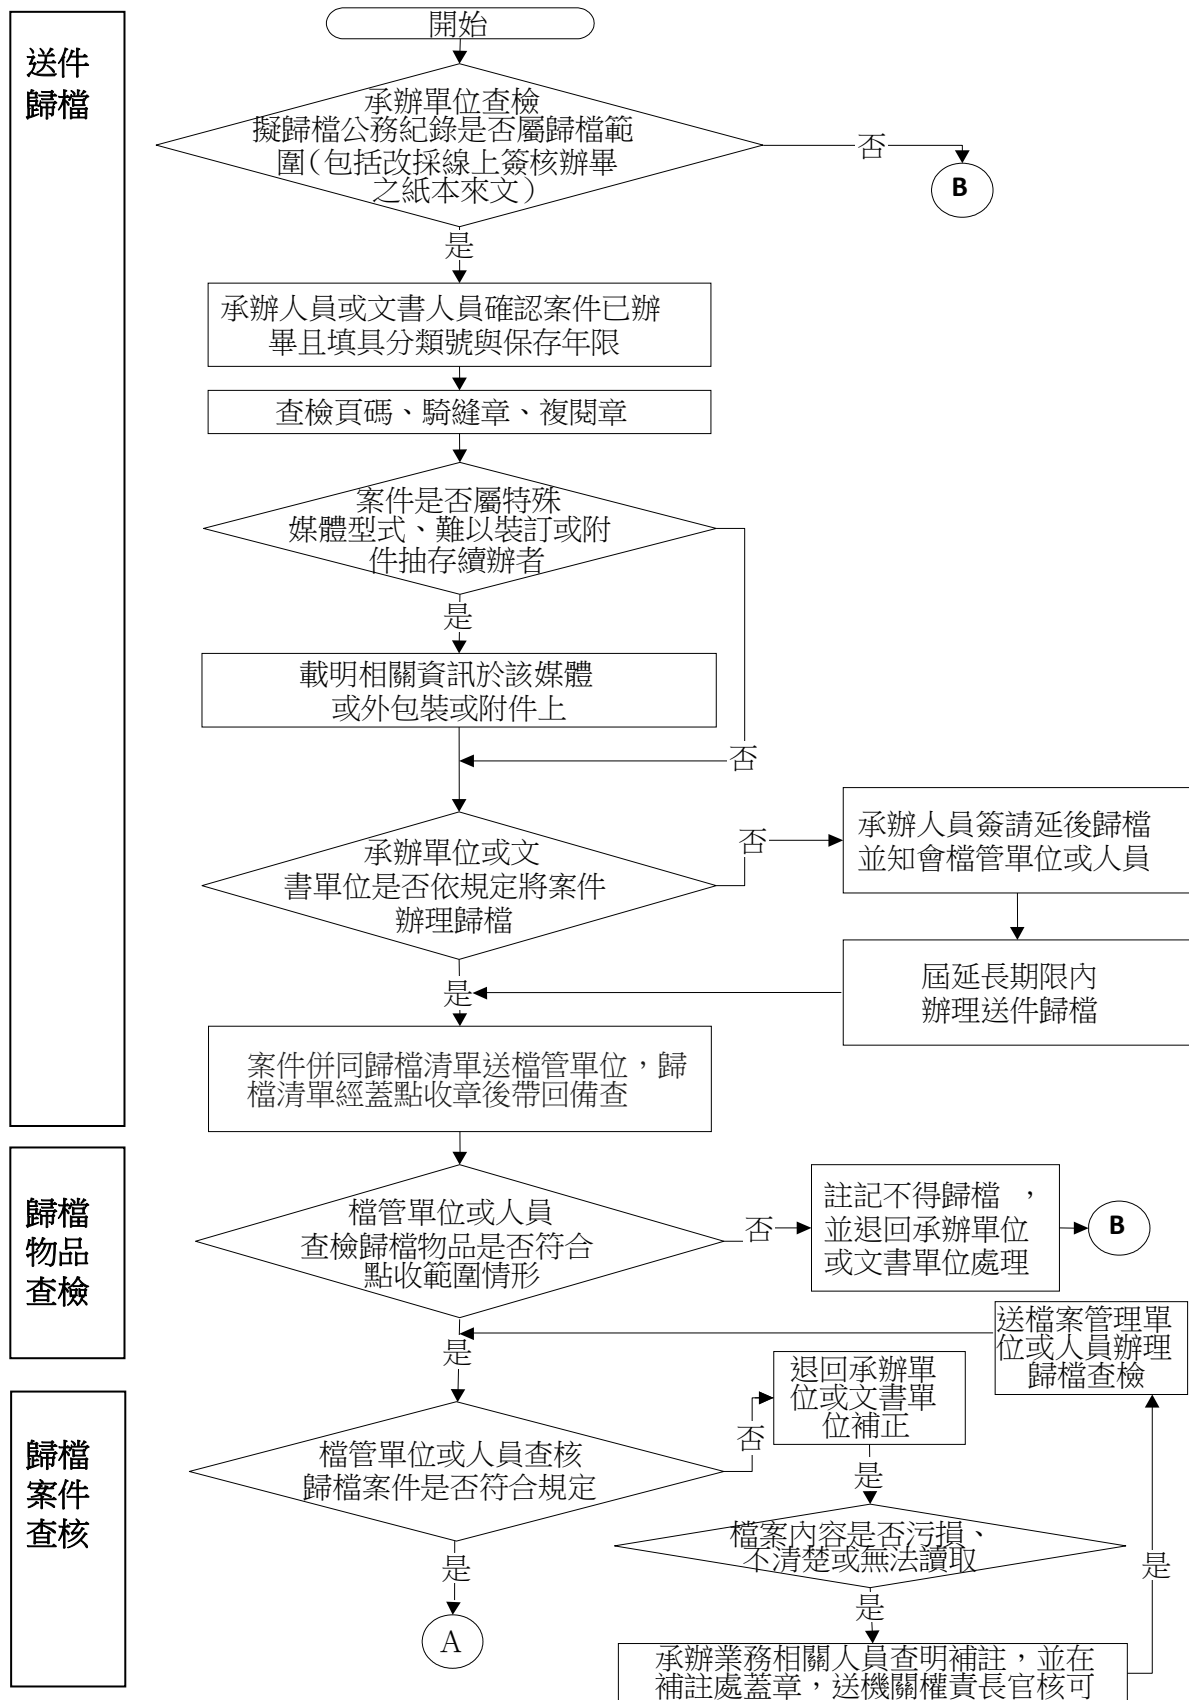 送件
歸檔
開始
承辦單位查檢
擬歸檔公務紀錄是否屬歸檔範
圍(包括改採線上簽核辦畢
之紙本來文)
否
B
是
承辦人員或文書人員確認案件已辦
畢且填具分類號與保存年限
查檢頁碼、騎縫章、複閱章
案件是否屬特殊
媒體型式、難以裝訂或附
件抽存續辦者
是
載明相關資訊於該媒體
或外包裝或附件上
否
承辦單位或文
書單位是否依規定將案件
辦理歸檔
否
承辦人員簽請延後歸檔
並知會檔管單位或人員
屆延長期限內
辦理送件歸檔
是
案件併同歸檔清單送檔管單位，歸
檔清單經蓋點收章後帶回備查
歸檔
物品
查檢
檔管單位或人員
查檢歸檔物品是否符合
點收範圍情形
否
註記不得歸檔 ，
並退回承辦單位
或文書單位處理
B
是
送檔案管理單
位或人員辦理
歸檔查檢
歸檔
案件
查核
檔管單位或人員查核
歸檔案件是否符合規定
否
退回承辦單
位或文書單
位補正
是
檔案內容是否污損、
不清楚或無法讀取
是
是
是
A
承辦業務相關人員查明補註，並在
補註處蓋章，送機關權責長官核可